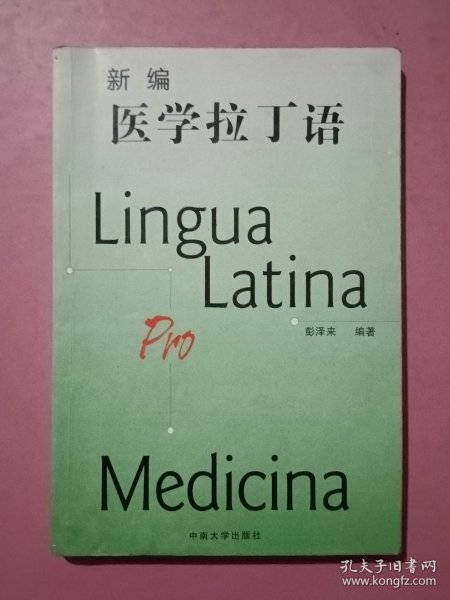 新编
医学拉丁语
Lingua
Latina
彭泽来 编著
Pro
Medicina
中南大学出版社
孔夫子旧书网
www.kongfz.com